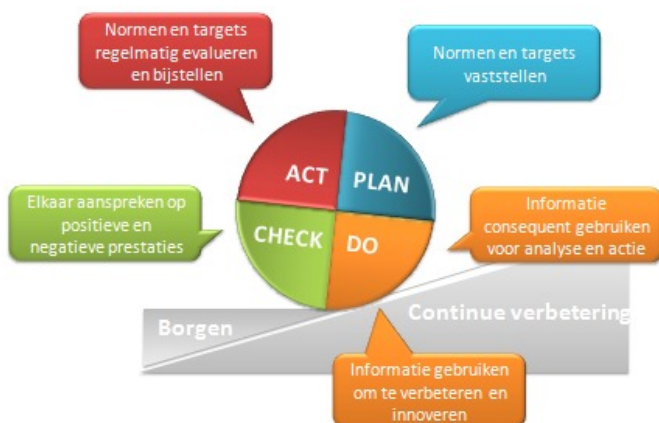 Normen en targets
regelmatig evalueren
en bijstellen
Normen en targets
vaststellen
ACT
PLAN
Elkaar aanspreken op
positieve en
negatieve prestaties
CHECK
DO
Informatie
consequent gebruiken
voor analyse en actie
Borgen
Continue verbetering
Informatie gebruiken
om te verbeteren en
innoveren